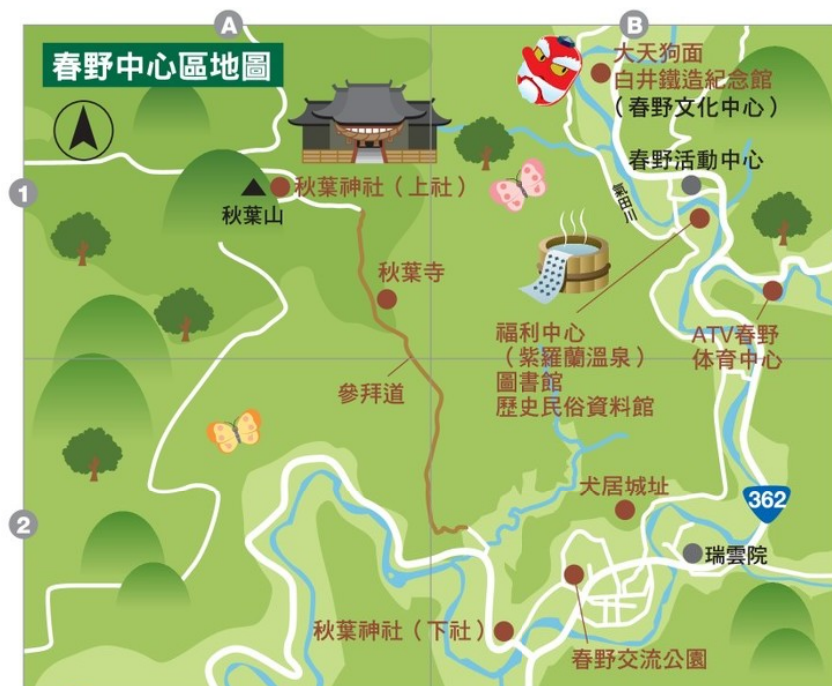 A
B
春野中心區地圖
大天狗面
白井鐵造紀念館
（春野文化中心）
春野活動中心
1
秋葉神社（上社）
秋葉山
氣田川
秋葉寺
福利中心
（紫羅蘭溫泉）
圖書館
歷史民俗資料館
ATV春野
体育中心
參拜道
犬居城址
362
2
瑞雲院
秋葉神社（下社）
春野交流公園